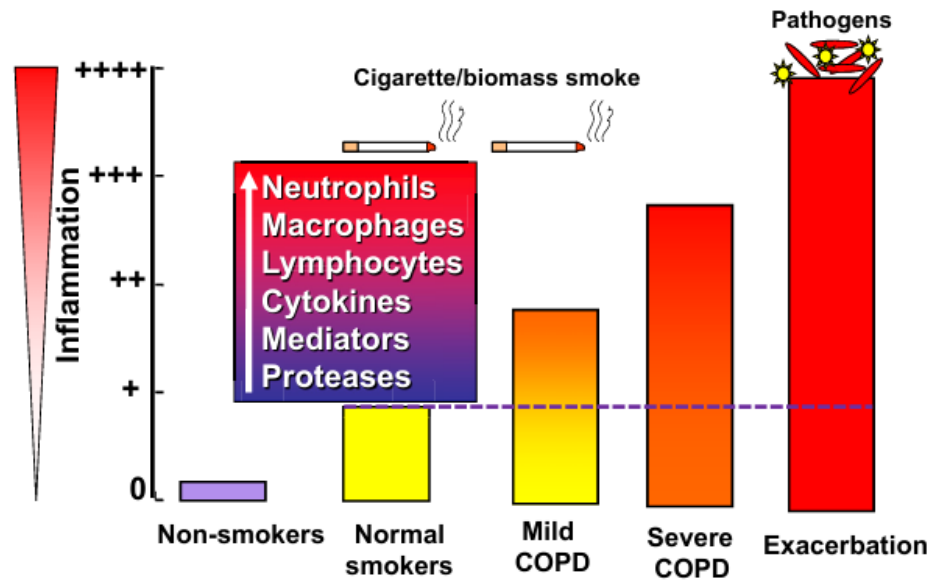 Pathogens
++++
Cigarette/biomass smoke
+++
Neutrophils
Macrophages
Lymphocytes
Cytokines
Mediators
Proteases
Inflammation
++
+
0
Non-smokers
Normal
smokers
Mild
COPD
Severe
COPD
Exacerbation